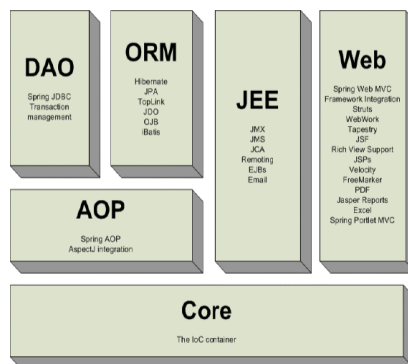 DAO
Spring JDBC
Transaction
management
ORM
Hibernate
JPA
TopLink
JDO
OJB
iBatis
JEE
JMX
JMS
JCA
Remoting
EJBs
Email
Web
Spring Web MVC
Framework Integration
Struts
WebWork
Tapestry
JSF
Rich View Support
JSPs
Velocity
FreeMarker
PDF
Jasper Reports
Excel
Spring Portlet MVC
AOP
Spring AOP
AspectJ integration
Core
The IoC container